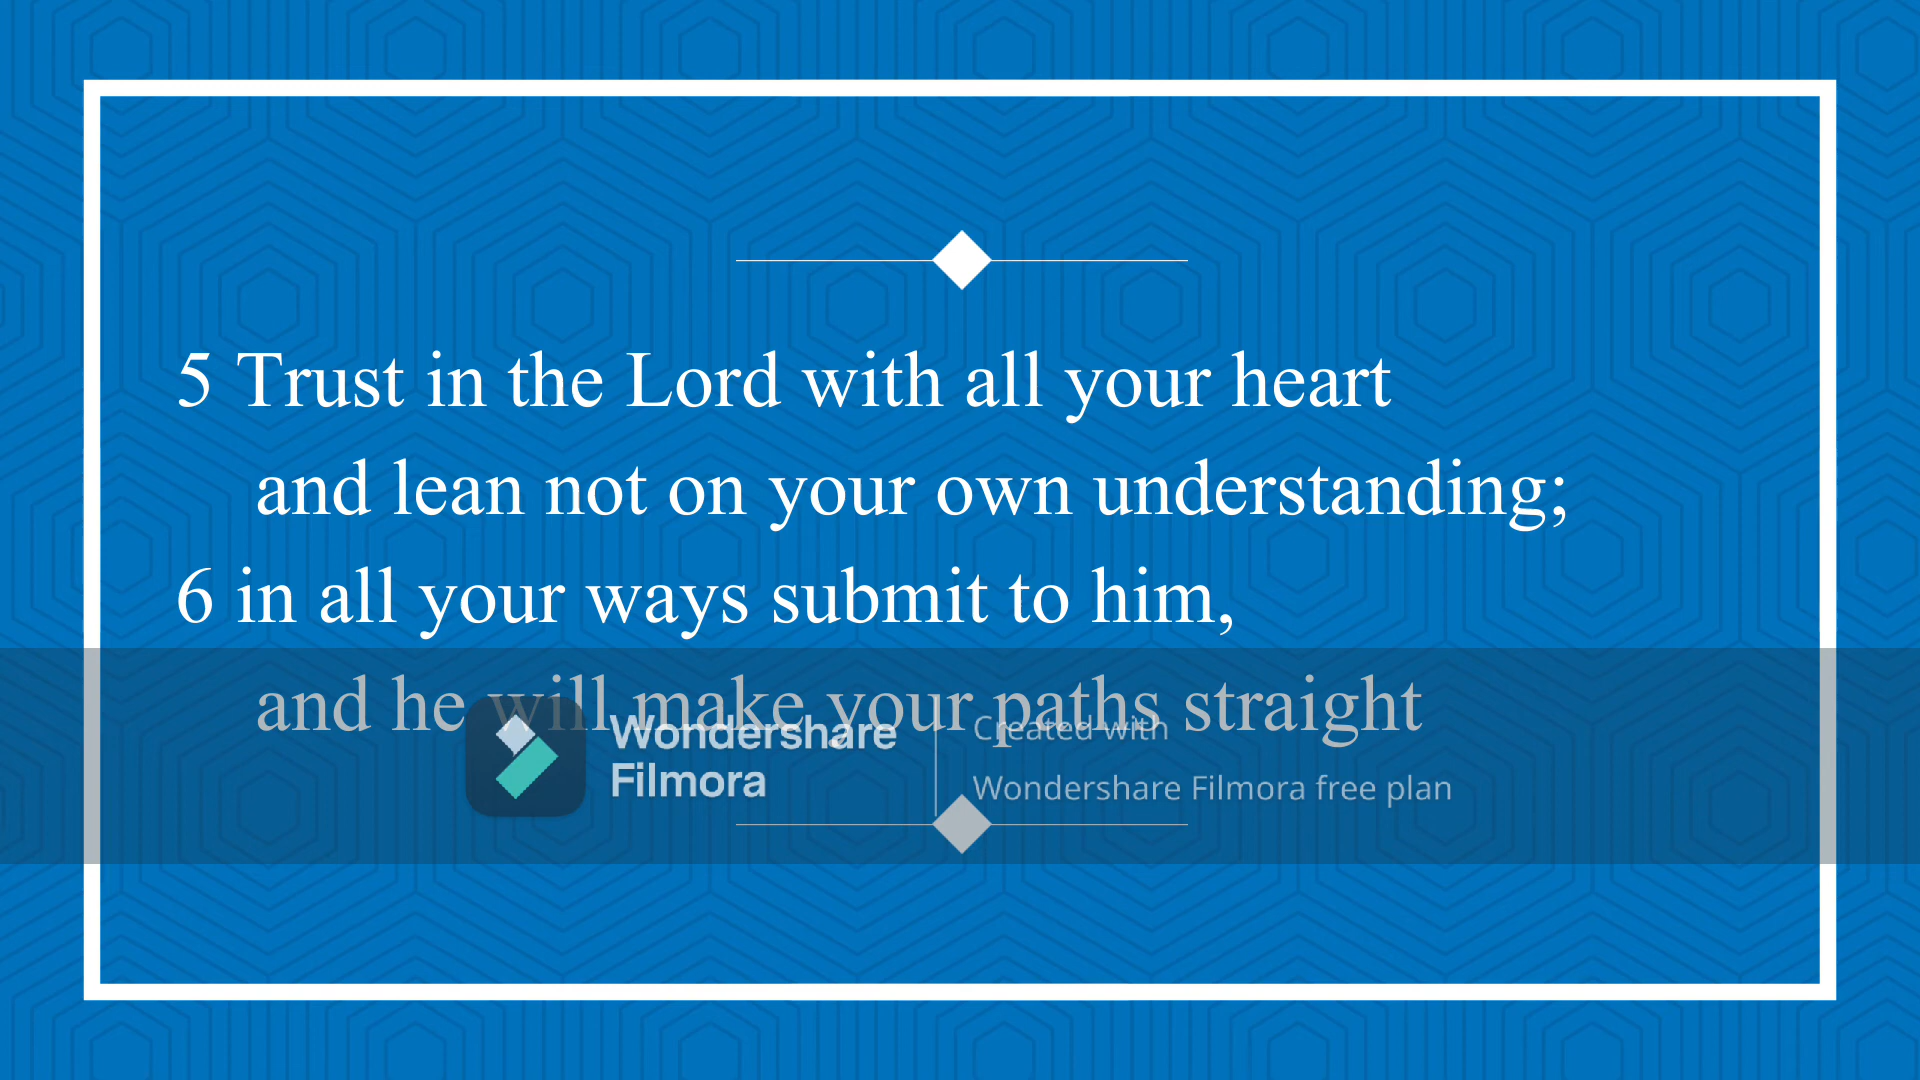 5 Trust in the Lord with all your heart
and lean not on your own understanding;
6 in all your ways submit to him,
and he will make your paths straight
Wondershare
Filmora
Created with
Wondershare Filmora free plan